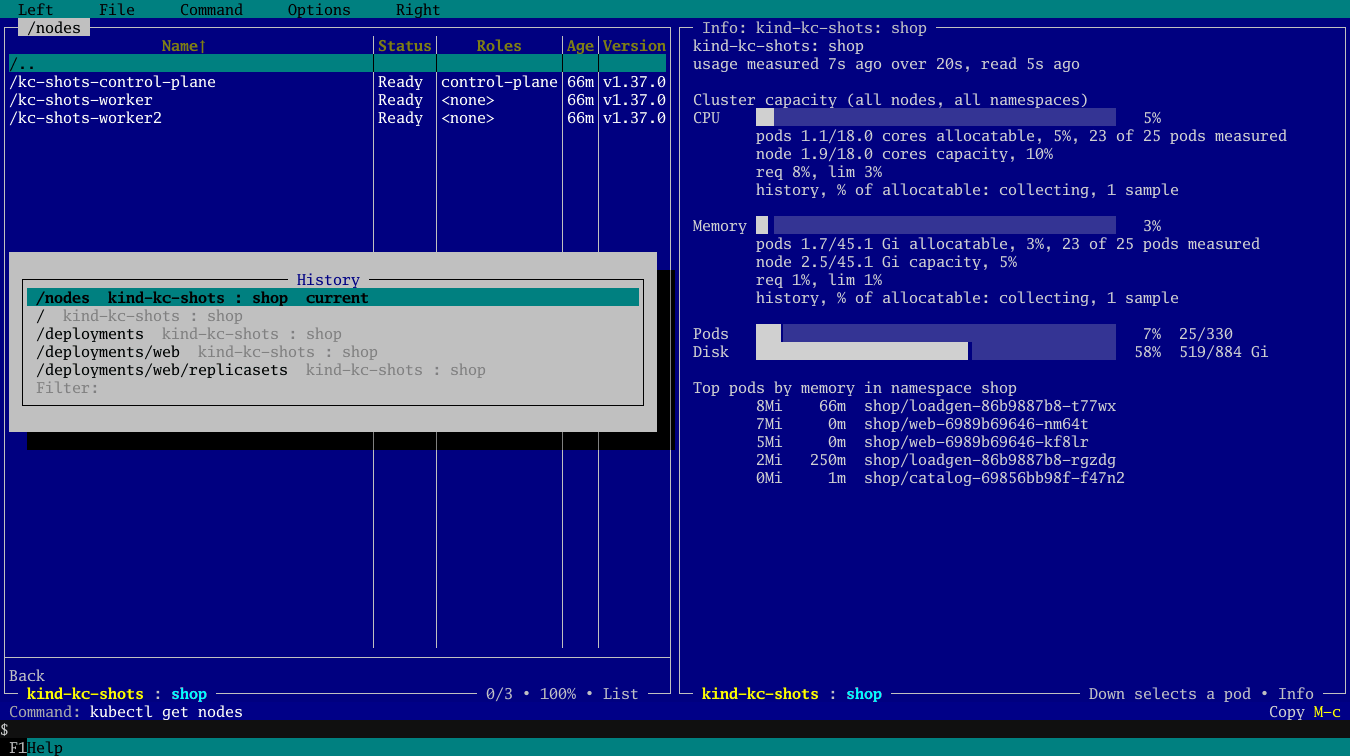 Left File Command Options Right
/nodes
Name↑ Status Roles Age Version
/..
/kc-shots-control-plane Ready control-plane 66m v1.37.0
/kc-shots-worker Ready <none> 66m v1.37.0
/kc-shots-worker2 Ready <none> 66m v1.37.0
History
/nodes kind-kc-shots : shop current
/ kind-kc-shots : shop
/deployments kind-kc-shots : shop
/deployments/web kind-kc-shots : shop
/deployments/web/replicasets kind-kc-shots : shop
Filter:
Back
kind-kc-shots : shop 0/3 • 100% • List
Info: kind-kc-shots: shop
kind-kc-shots: shop
usage measured 7s ago over 20s, read 5s ago
Cluster capacity (all nodes, all namespaces)
CPU 5%
pods 1.1/18.0 cores allocatable, 5%, 23 of 25 pods measured
node 1.9/18.0 cores capacity, 10%
req 8%, lim 3%
history, % of allocatable: collecting, 1 sample
Memory 3%
pods 1.7/45.1 Gi allocatable, 3%, 23 of 25 pods measured
node 2.5/45.1 Gi capacity, 5%
req 1%, lim 1%
history, % of allocatable: collecting, 1 sample
Pods 7% 25/330
Disk 58% 519/884 Gi
Top pods by memory in namespace shop
8Mi 66m shop/loadgen-86b9887b8-t77wx
7Mi 0m shop/web-6989b69646-nm64t
5Mi 0m shop/web-6989b69646-kf8lr
2Mi 250m shop/loadgen-86b9887b8-rgzdg
0Mi 1m shop/catalog-69856bb98f-f47n2
kind-kc-shots : shop Down selects a pod • Info
Command: kubectl get nodes Copy M-c
$
F1Help